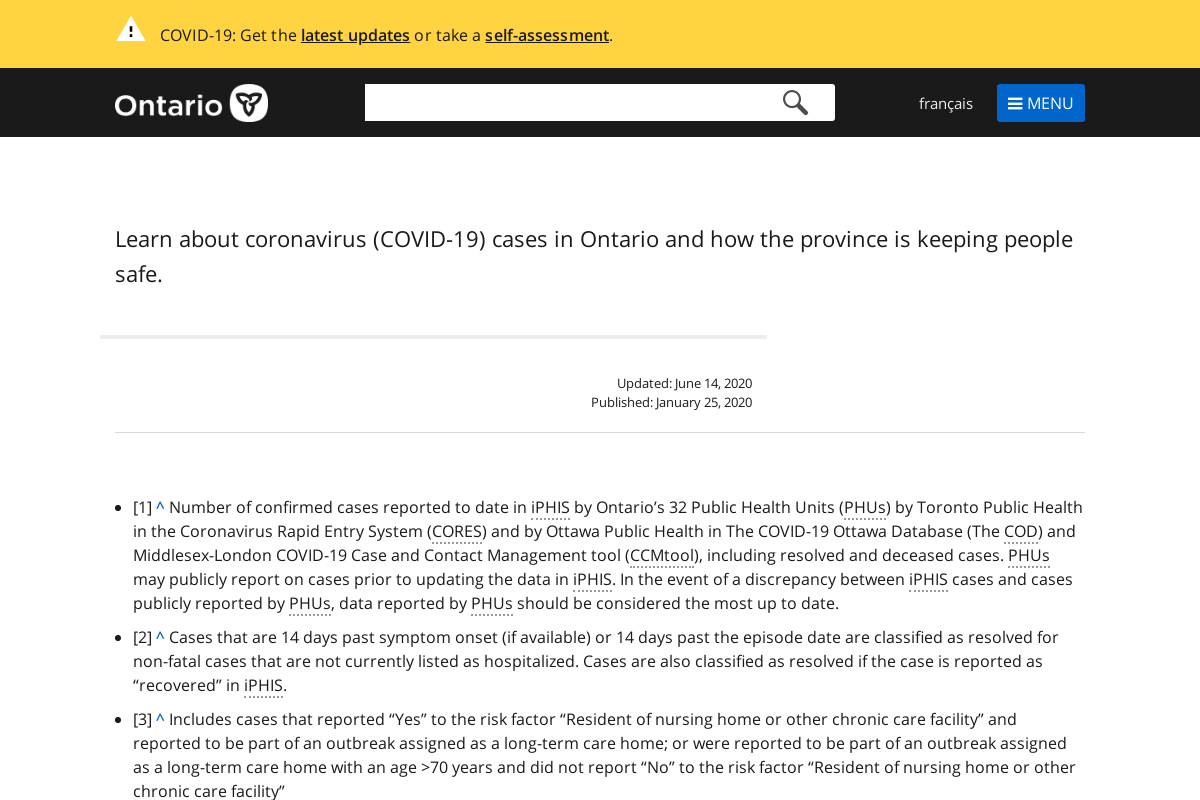 COVID-19: Get the latest updates or take a self-assessment.
Ontario
français
MENU
Learn about coronavirus (COVID-19) cases in Ontario and how the province is keeping people
safe.
Updated: June 14, 2020
Published: January 25, 2020
[1] ^ Number of confirmed cases reported to date in iPHIS by Ontario’s 32 Public Health Units (PHUs) by Toronto Public Health
in the Coronavirus Rapid Entry System (CORES) and by Ottawa Public Health in The COVID-19 Ottawa Database (The COD) and
Middlesex-London COVID-19 Case and Contact Management tool (CCMtool), including resolved and deceased cases. PHUs
may publicly report on cases prior to updating the data in iPHIS. In the event of a discrepancy between iPHIS cases and cases
publicly reported by PHUs, data reported by PHUs should be considered the most up to date.
[2] ^ Cases that are 14 days past symptom onset (if available) or 14 days past the episode date are classified as resolved for
non-fatal cases that are not currently listed as hospitalized. Cases are also classified as resolved if the case is reported as
“recovered” in iPHIS.
[3] ^ Includes cases that reported “Yes” to the risk factor “Resident of nursing home or other chronic care facility” and
reported to be part of an outbreak assigned as a long-term care home; or were reported to be part of an outbreak assigned
as a long-term care home with an age >70 years and did not report “No” to the risk factor “Resident of nursing home or other
chronic care facility”